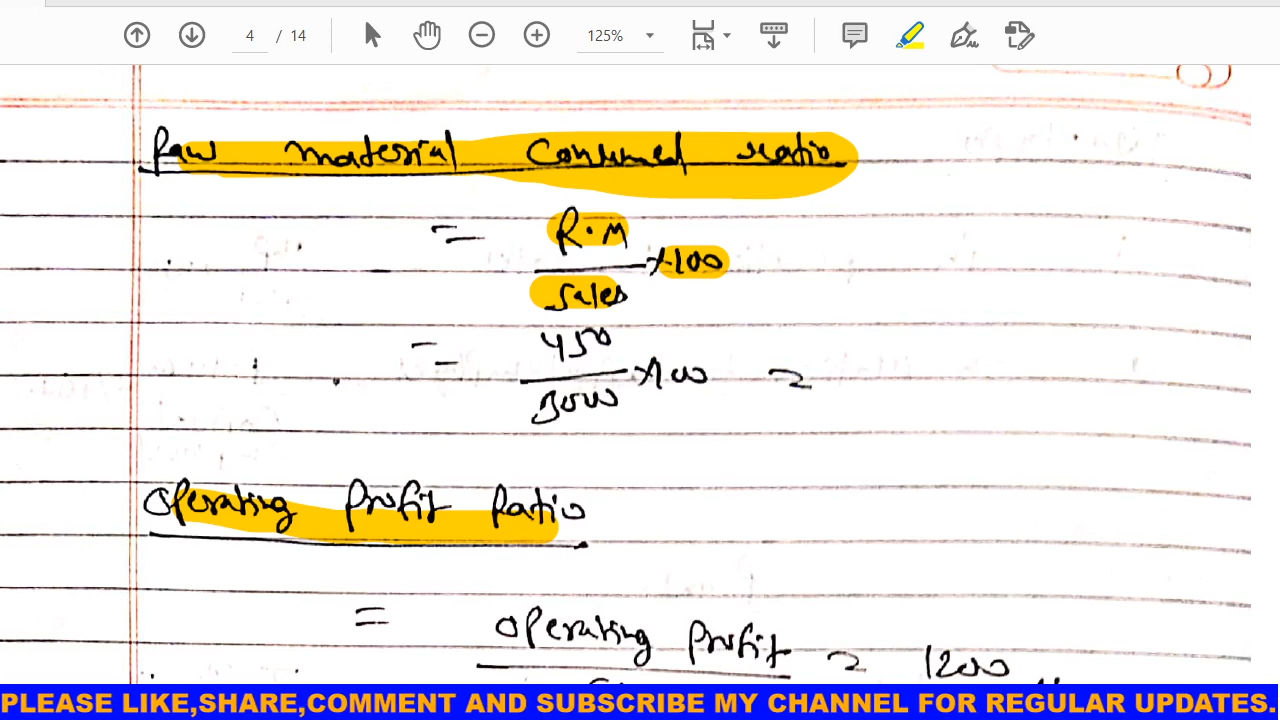 4 / 14 125%
Raw material Consumed ratio
= R.M
×100
Sales
= 450
×100 =
3000
Operating Profit Ratio
= Operating Profit = 1200
PLEASE LIKE,SHARE,COMMENT AND SUBSCRIBE MY CHANNEL FOR REGULAR UPDATES.